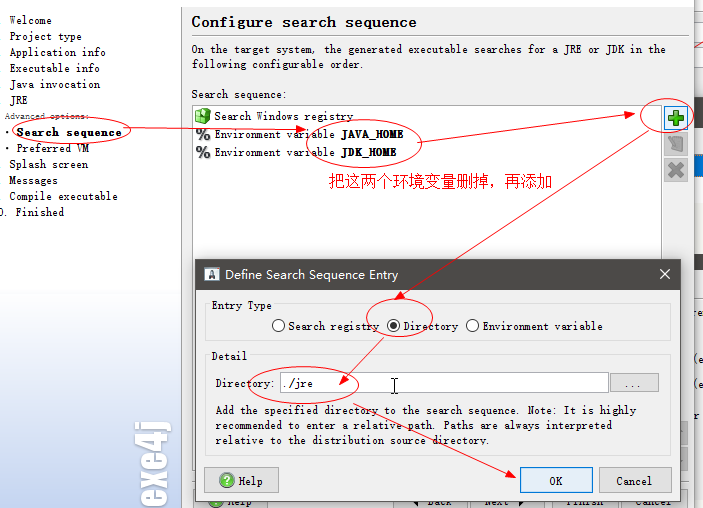 Welcome
Project type
Application info
Executable info
Java invocation
JRE
Advanced options:
· Search sequence
· Preferred VM
Splash screen
Messages
Compile executable
0. Finished
exe4j
Configure search sequence
On the target system, the generated executable searches for a JRE or JDK in the
following configurable order.
Search sequence:
Search Windows registry
% Environment variable JAVA_HOME
% Environment variable JDK_HOME
把这两个环境变量删掉，再添加
Define Search Sequence Entry
Entry Type
Search registry Directory Environment variable
Detail
Directory: ./jre ...
Add the specified directory to the search sequence. Note: It is highly
recommended to enter a relative path. Paths are always interpreted
relative to the distribution source directory.
Help OK Cancel
Help Back Next Finish Cancel